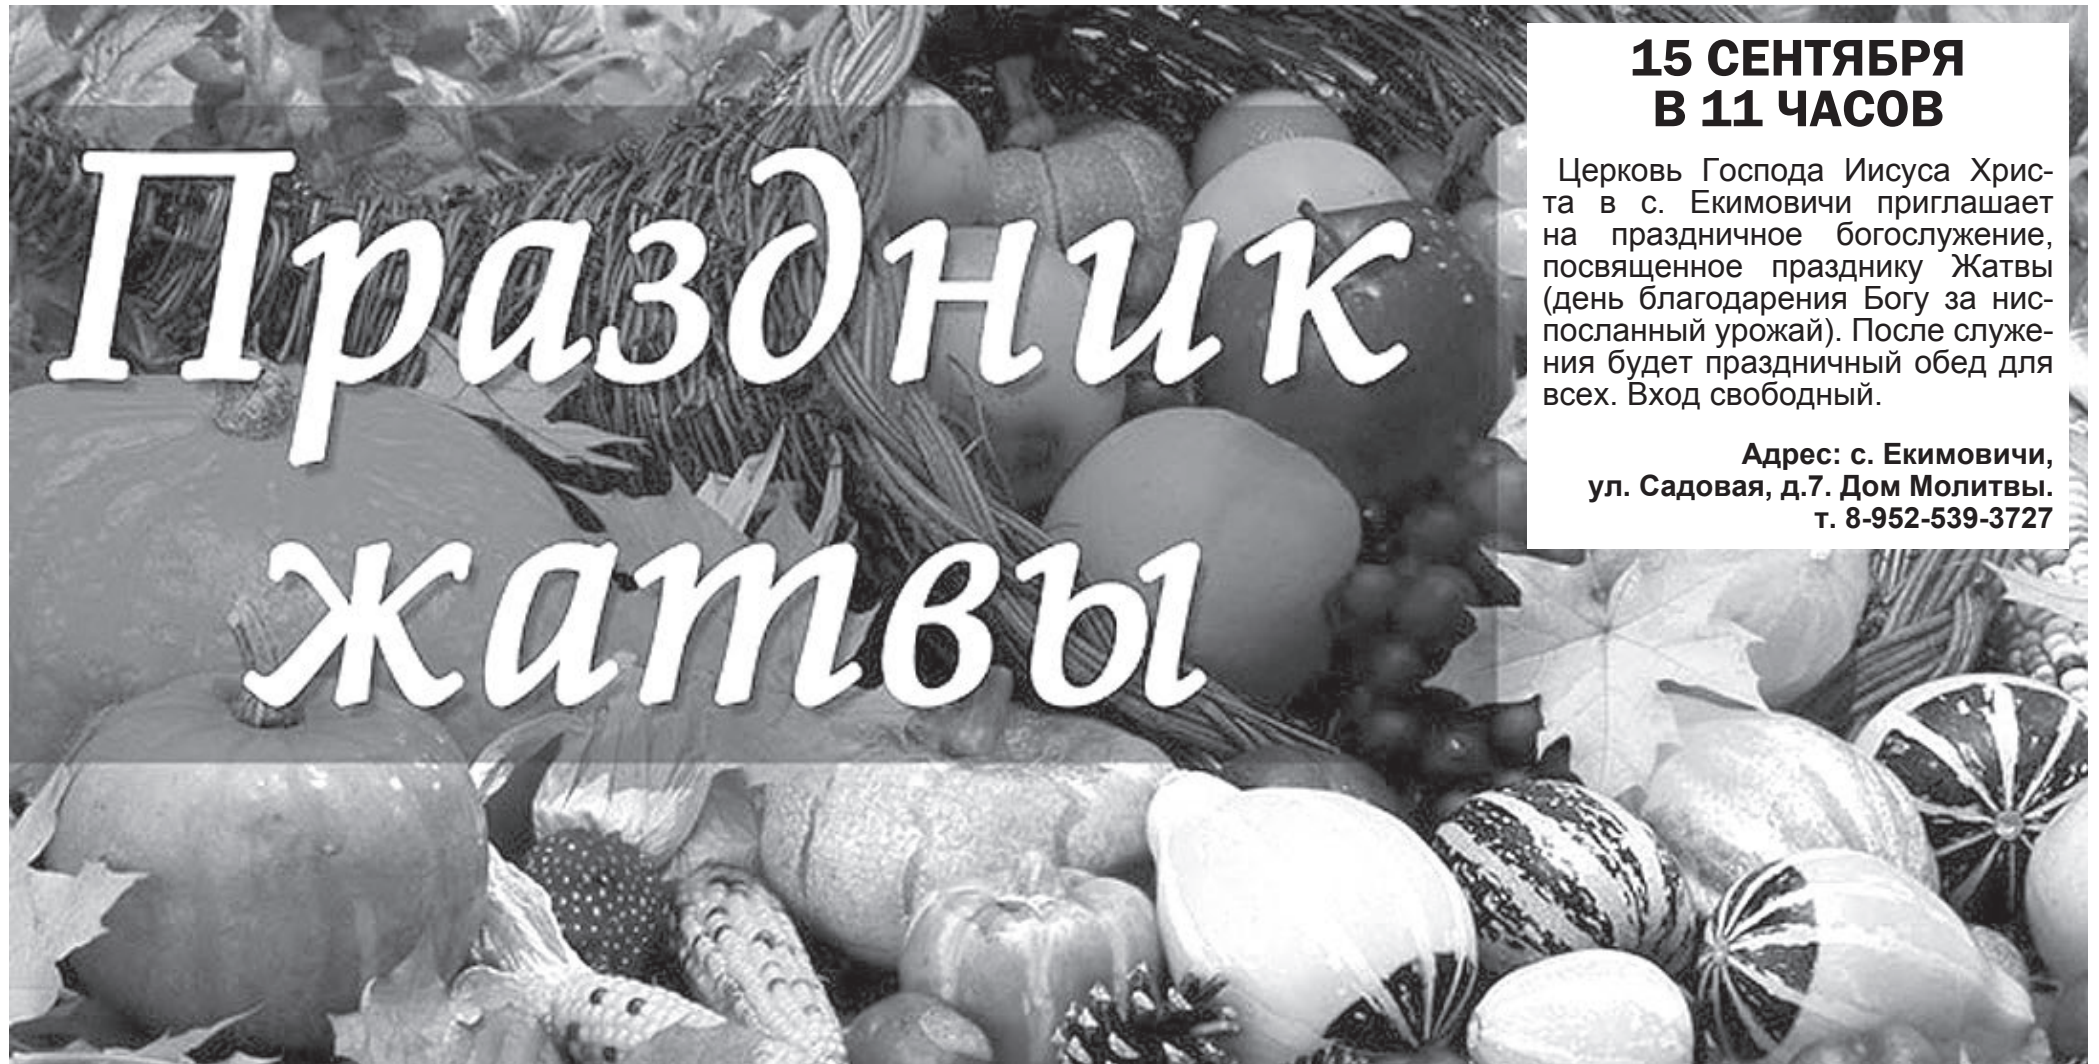 Праздник
жатвы
15 СЕНТЯБРЯ
В 11 ЧАСОВ
Церковь Господа Иисуса Хрис-
та в с. Екимовичи приглашает
на праздничное богослужение,
посвященное празднику Жатвы
(день благодарения Богу за нис-
посланный урожай). После служе-
ния будет праздничный обед для
всех. Вход свободный.
Адрес: с. Екимовичи,
ул. Садовая, д.7. Дом Молитвы.
т. 8-952-539-3727